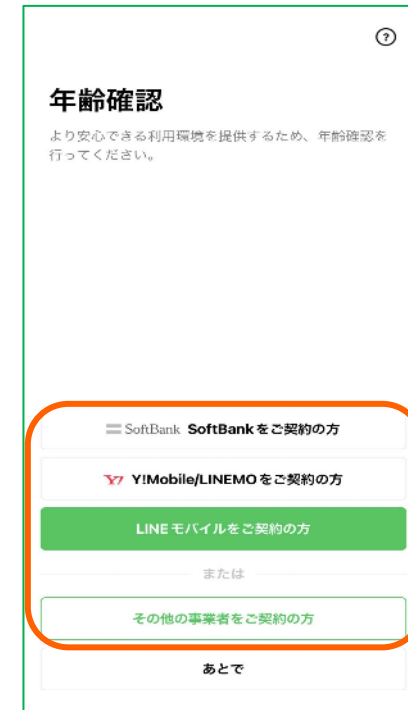 ?
年齢確認
より安心できる利用環境を提供するため、年齢確認を
行ってください。
SoftBank SoftBankをご契約の方
Y! Y!Mobile/LINEMOをご契約の方
LINEモバイルをご契約の方
または
その他の事業者をご契約の方
あとで